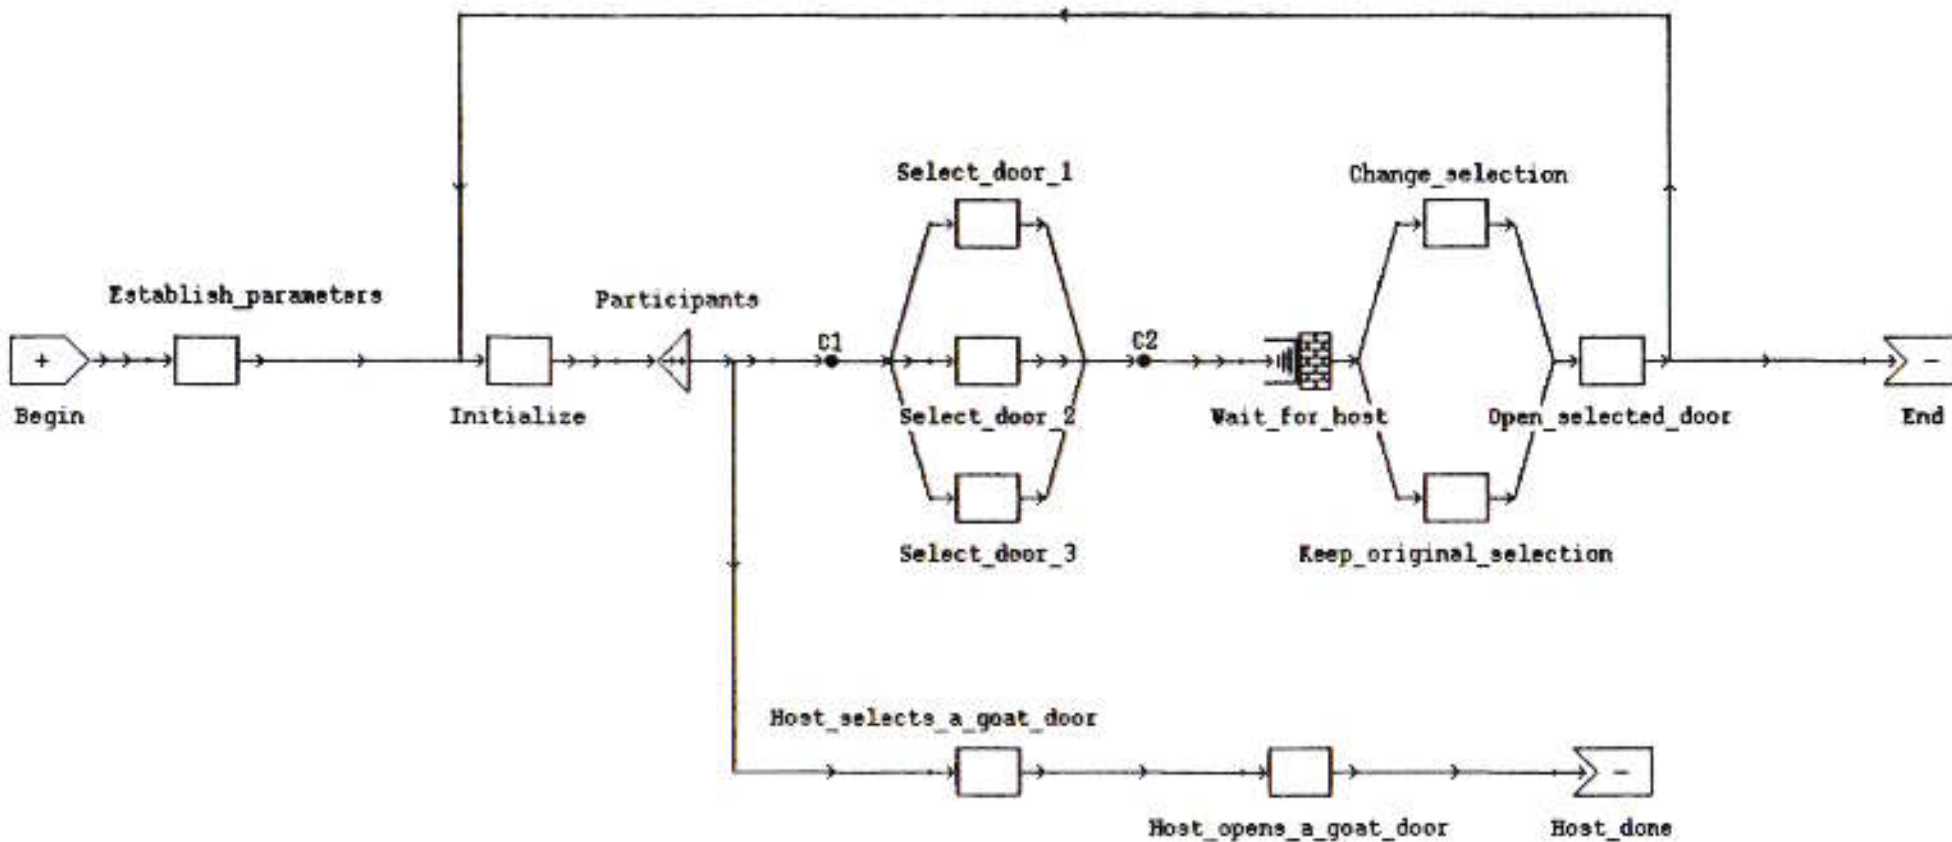 Select_door_1
Change_selection
Establish_parameters
Participants
C1
C2
+
++
-
Begin
Initialize
Select_door_2
Wait_for_host
Open_selected_door
End
Select_door_3
Keep_original_selection
Host_selects_a_goat_door
-
Host_opens_a_goat_door
Host_done